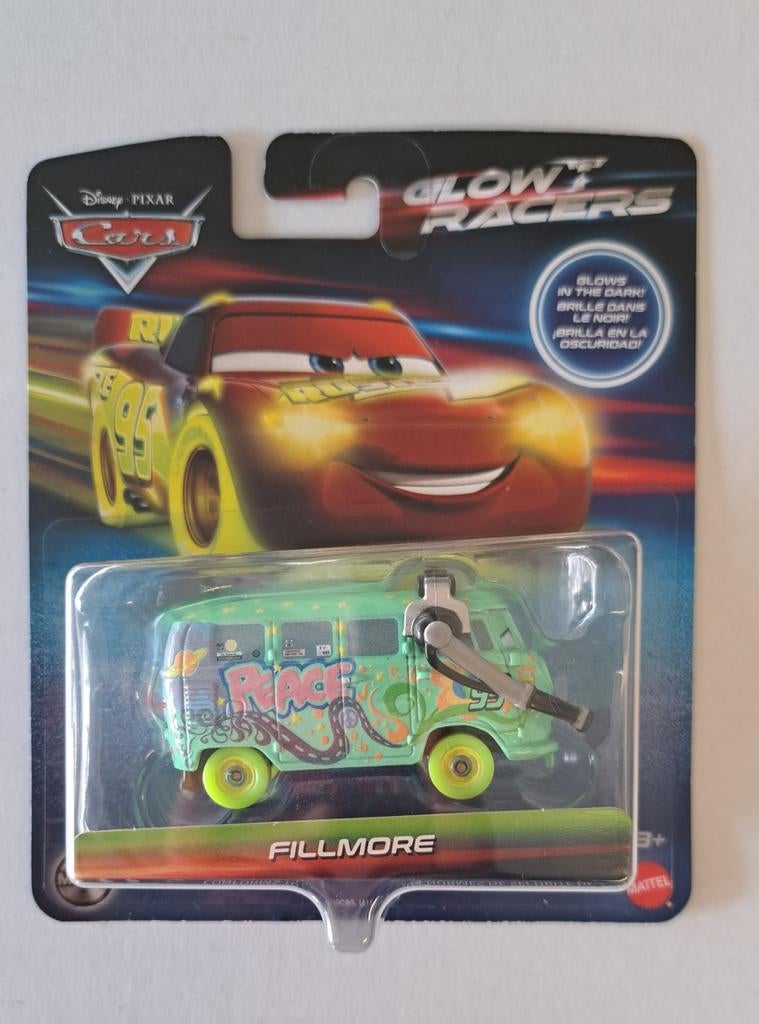 Disney · PIXAR
Cars
GLOW
RACERS
GLOWS
IN THE DARK!
BRILLE DANS
LE NOIR!
¡BRILLA EN LA
OSCURIDAD!
95
PEACE
95
FILLMORE
3+
MATTEL